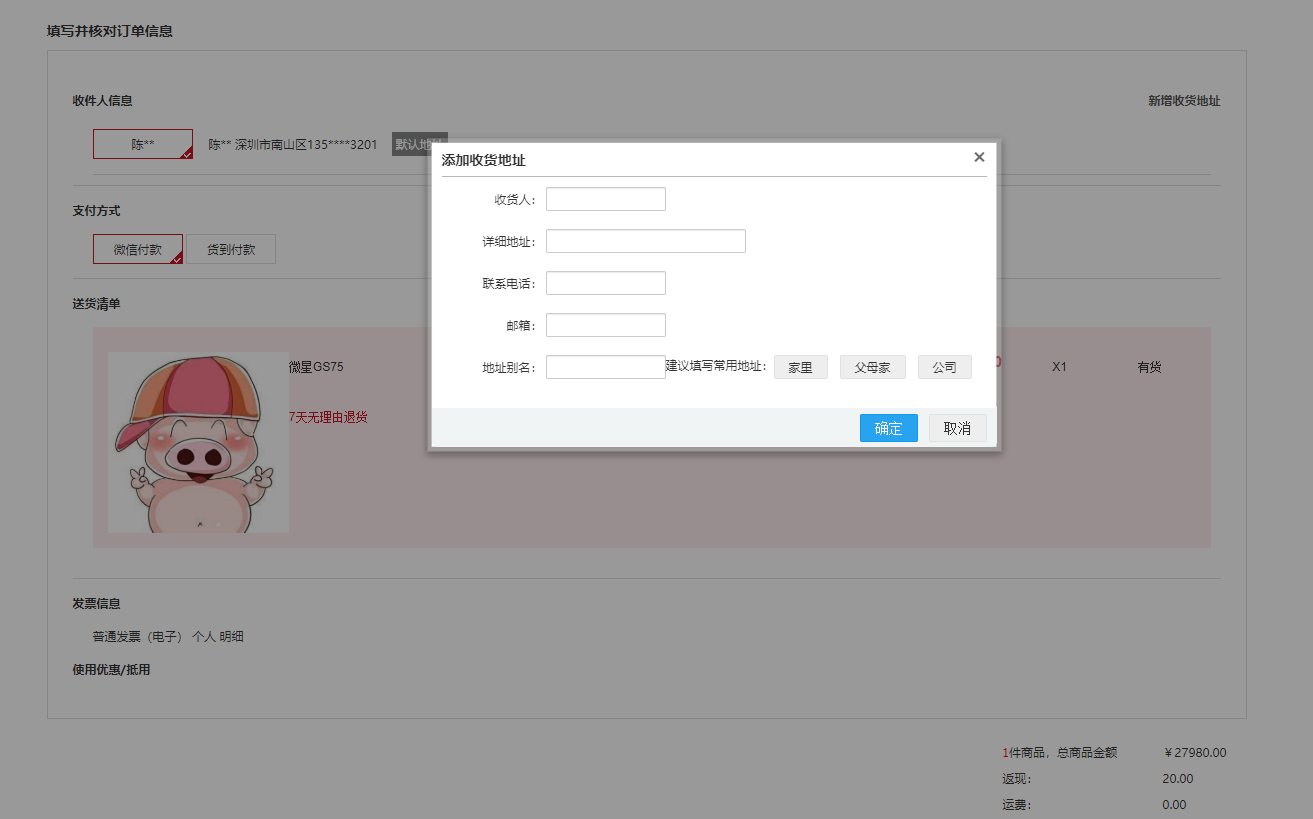 填写并核对订单信息
收件人信息
新增收货地址
陈** 陈** 深圳市南山区135****3201 默认地
添加收货地址 ×
收货人:
详细地址:
支付方式
微信付款 货到付款
联系电话:
送货清单
邮箱:
地址别名: 建议填写常用地址: 家里 父母家 公司
微星GS75 0 X1 有货
7天无理由退货
确定 取消
发票信息
普通发票（电子） 个人 明细
使用优惠/抵用
1件商品，总商品金额 ￥27980.00
返现: 20.00
运费: 0.00